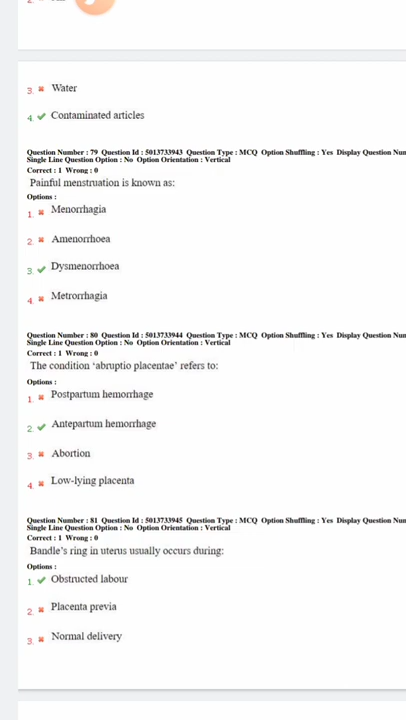 3. Water
4. Contaminated articles
Question Number : 79 Question Id : 5013733943 Question Type : MCQ Option Shuffling : Yes Display Question Num
Single Line Question Option : No Option Orientation : Vertical
Correct : 1 Wrong : 0
Painful menstruation is known as:
Options :
1. Menorrhagia
2. Amenorrhoea
3. Dysmenorrhoea
4. Metrorrhagia
Question Number : 80 Question Id : 5013733944 Question Type : MCQ Option Shuffling : Yes Display Question Num
Single Line Question Option : No Option Orientation : Vertical
Correct : 1 Wrong : 0
The condition ‘abruptio placentae’ refers to:
Options :
1. Postpartum hemorrhage
2. Antepartum hemorrhage
3. Abortion
4. Low-lying placenta
Question Number : 81 Question Id : 5013733945 Question Type : MCQ Option Shuffling : Yes Display Question Num
Single Line Question Option : No Option Orientation : Vertical
Correct : 1 Wrong : 0
Bandle’s ring in uterus usually occurs during:
Options :
1. Obstructed labour
2. Placenta previa
3. Normal delivery